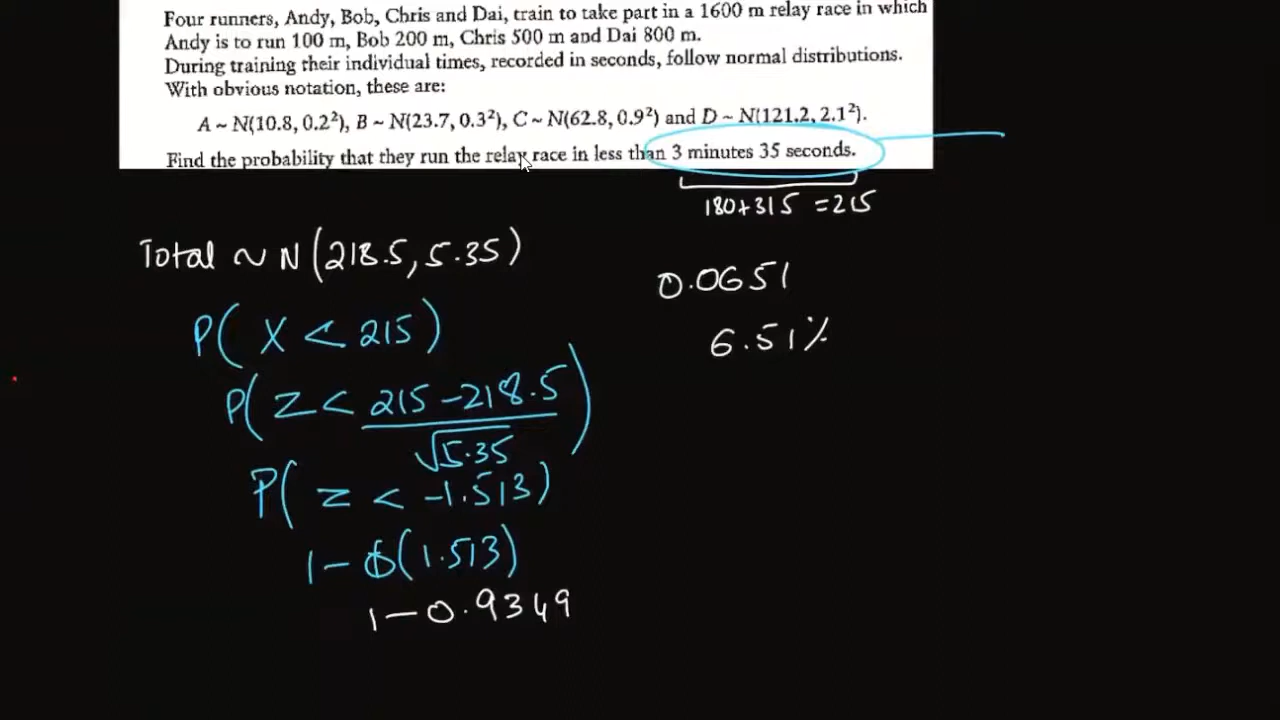 Four runners, Andy, Bob, Chris and Dai, train to take part in a 1600 m relay race in which
Andy is to run 100 m, Bob 200 m, Chris 500 m and Dai 800 m.
During training their individual times, recorded in seconds, follow normal distributions.
With obvious notation, these are:
A ~ N(10.8, 0.2²), B ~ N(23.7, 0.3²), C ~ N(62.8, 0.9²) and D ~ N(121.2, 2.1²).
Find the probability that they run the relay race in less than 3 minutes 35 seconds.
180+315 =215
Total ~ N(218.5, 5.35)
0.0651
P(X < 215)
6.51%
P(Z < 215-218.5 / √5.35)
P(Z < -1.513)
1-ϕ(1.513)
1-0.9349